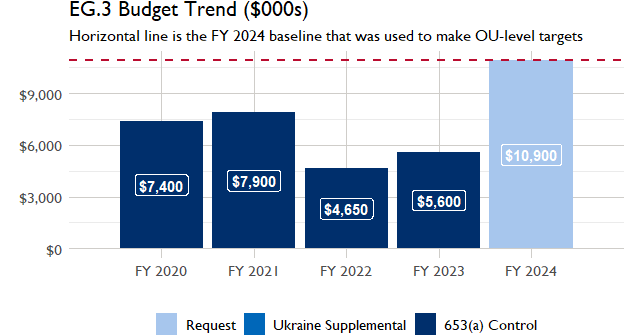 EG.3 Budget Trend ($000s)
Horizontal line is the FY 2024 baseline that was used to make OU-level targets
$9,000
$6,000
$3,000
$0
$7,400
$7,900
$4,650
$5,600
$10,900
FY 2020 FY 2021 FY 2022 FY 2023 FY 2024
Request Ukraine Supplemental 653(a) Control